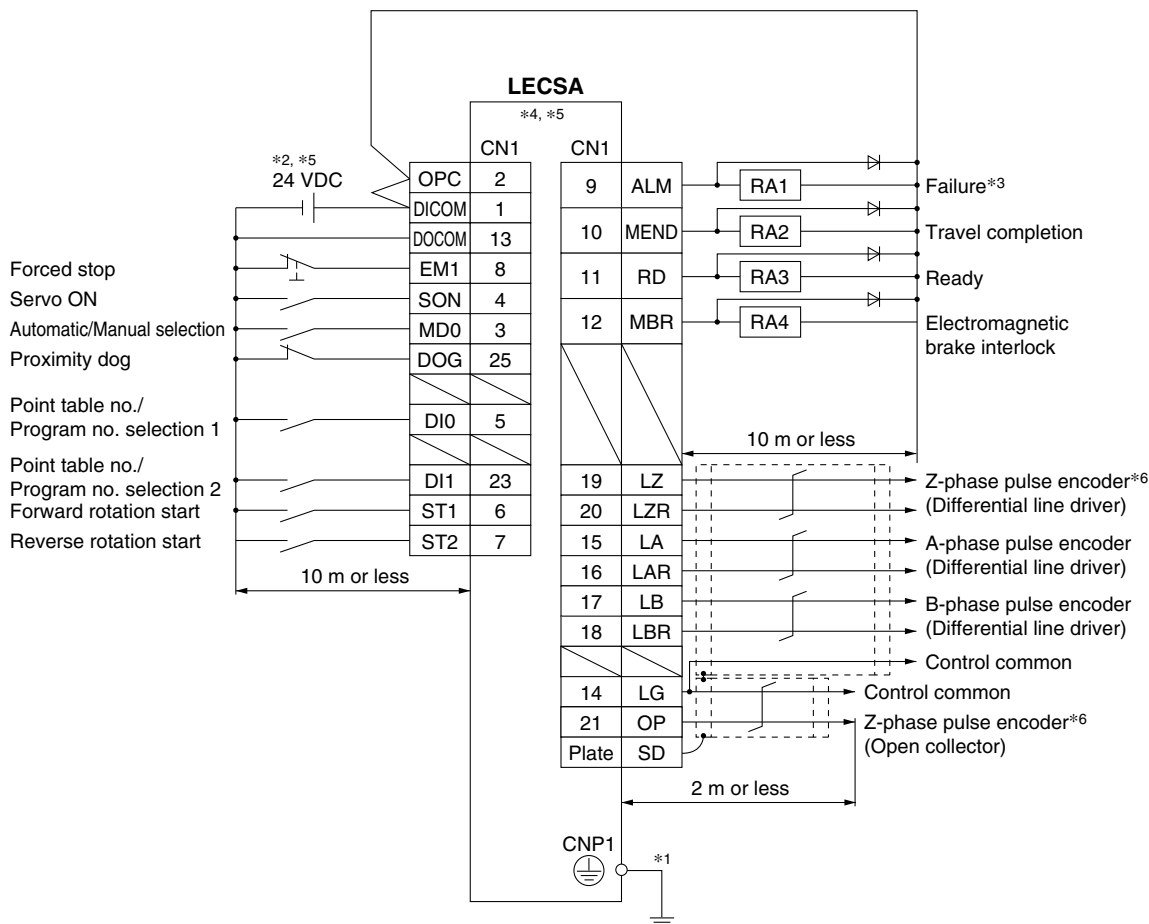 LECSA
*4, *5
CN1
CN1
*2, *5
24 VDC
OPC 2
DICOM 1
DOCOM 13
Forced stop
EM1 8
Servo ON
SON 4
Automatic/Manual selection
MD0 3
Proximity dog
DOG 25
Point table no./
Program no. selection 1
DI0 5
Point table no./
Program no. selection 2
DI1 23
Forward rotation start
ST1 6
Reverse rotation start
ST2 7
10 m or less
9 ALM RA1 Failure*3
10 MEND RA2 Travel completion
11 RD RA3 Ready
12 MBR RA4 Electromagnetic
brake interlock
10 m or less
19 LZ Z-phase pulse encoder*6
20 LZR (Differential line driver)
15 LA A-phase pulse encoder
16 LAR (Differential line driver)
17 LB B-phase pulse encoder
18 LBR (Differential line driver)
Control common
14 LG Control common
21 OP Z-phase pulse encoder*6
(Open collector)
Plate SD
2 m or less
CNP1
*1